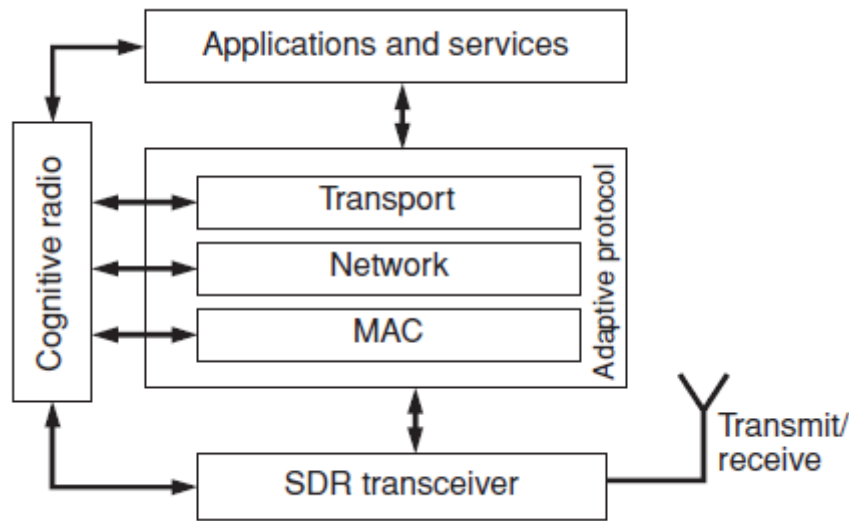 Applications and services
Cognitive radio
Transport
Network
MAC
Adaptive protocol
SDR transceiver
Transmit/
receive